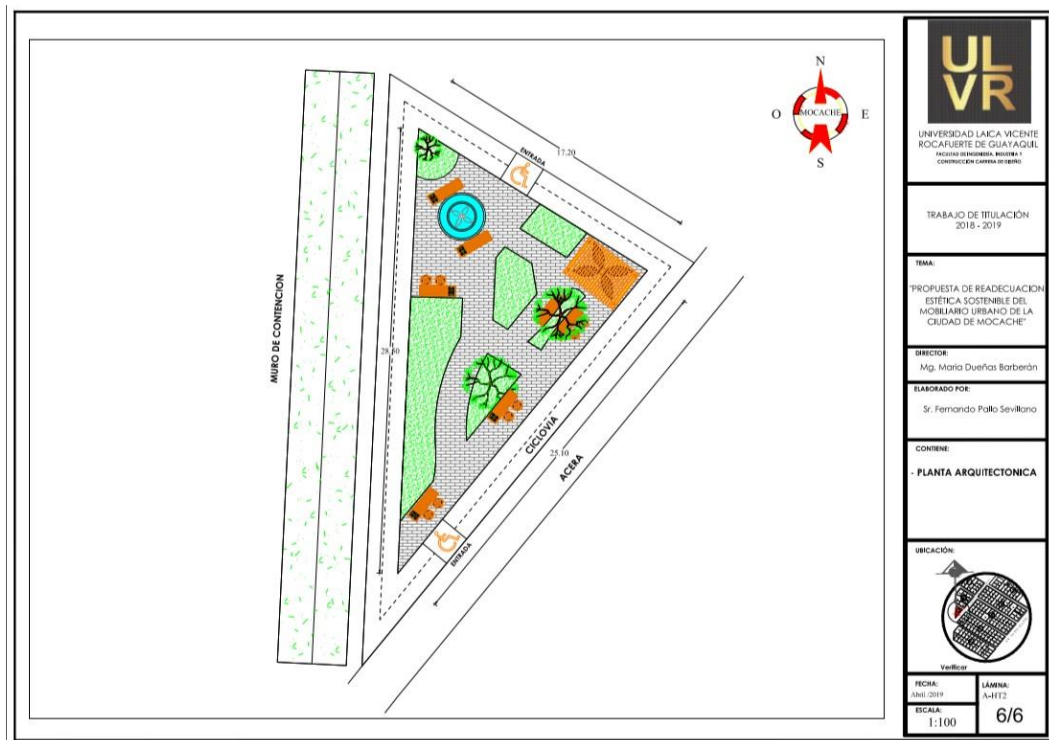 N
MOCACHE
O
E
S
ENTRADA
17.20
MURO DE CONTENCION
28.50
CICLOVIA
25.10
ACERA
ENTRADA
UL
VR
UNIVERSIDAD LAICA VICENTE
ROCAFUERTE DE GUAYAQUIL
FACULTAD DE INGENIERÍA, INDUSTRIA Y
CONSTRUCCIÓN CARRERA DE DISEÑO
TRABAJO DE TITULACIÓN
2018 - 2019
TEMA:
"PROPUESTA DE READECUACION
ESTÉTICA SOSTENIBLE DEL
MOBILIARIO URBANO DE LA
CIUDAD DE MOCACHE"
DIRECTOR:
Mg. Maria Dueñas Barberán
ELABORADO POR:
Sr. Fernando Pallo Sevillano
CONTIENE:
- PLANTA ARQUITECTONICA
UBICACIÓN:
Verificar
FECHA:
Abril /2019
LÁMINA:
A-HT2
ESCALA:
1:100
6/6